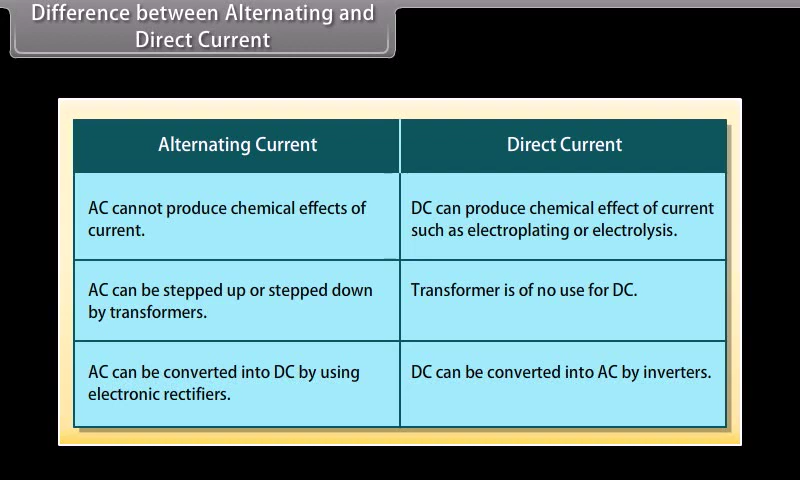 Difference between Alternating and
Direct Current
Alternating Current
Direct Current
AC cannot produce chemical effects of
current.
DC can produce chemical effect of current
such as electroplating or electrolysis.
AC can be stepped up or stepped down
by transformers.
Transformer is of no use for DC.
AC can be converted into DC by using
electronic rectifiers.
DC can be converted into AC by inverters.